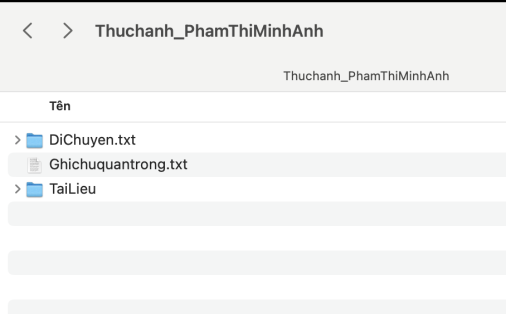 Thuchanh_PhamThiMinhAnh
Thuchanh_PhamThiMinhAnh
Tên
DiChuyen.txt
Ghichuquantrong.txt
TaiLieu